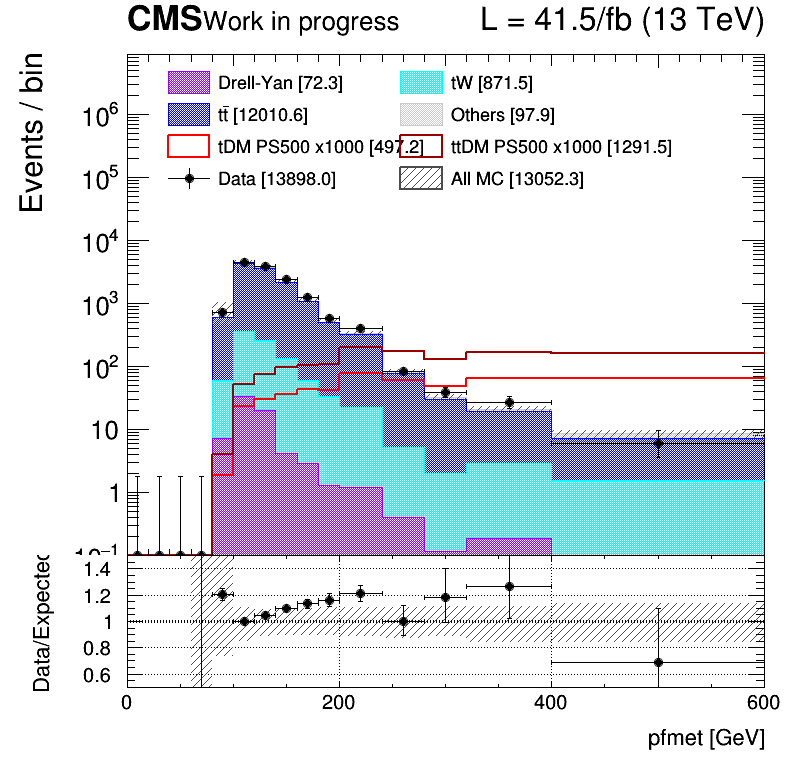 CMS Work in progress L = 41.5/fb (13 TeV)
Events / bin
Drell-Yan [72.3] tW [871.5]
tt̄ [12010.6] Others [97.9]
tDM PS500 x1000 [497.2] ttDM PS500 x1000 [1291.5]
Data [13898.0] All MC [13052.3]
10⁶
10⁵
10⁴
10³
10²
10
1
10⁻¹
Data/Expected
1.4
1.2
1
0.8
0.6
0 200 400 600
pfmet [GeV]